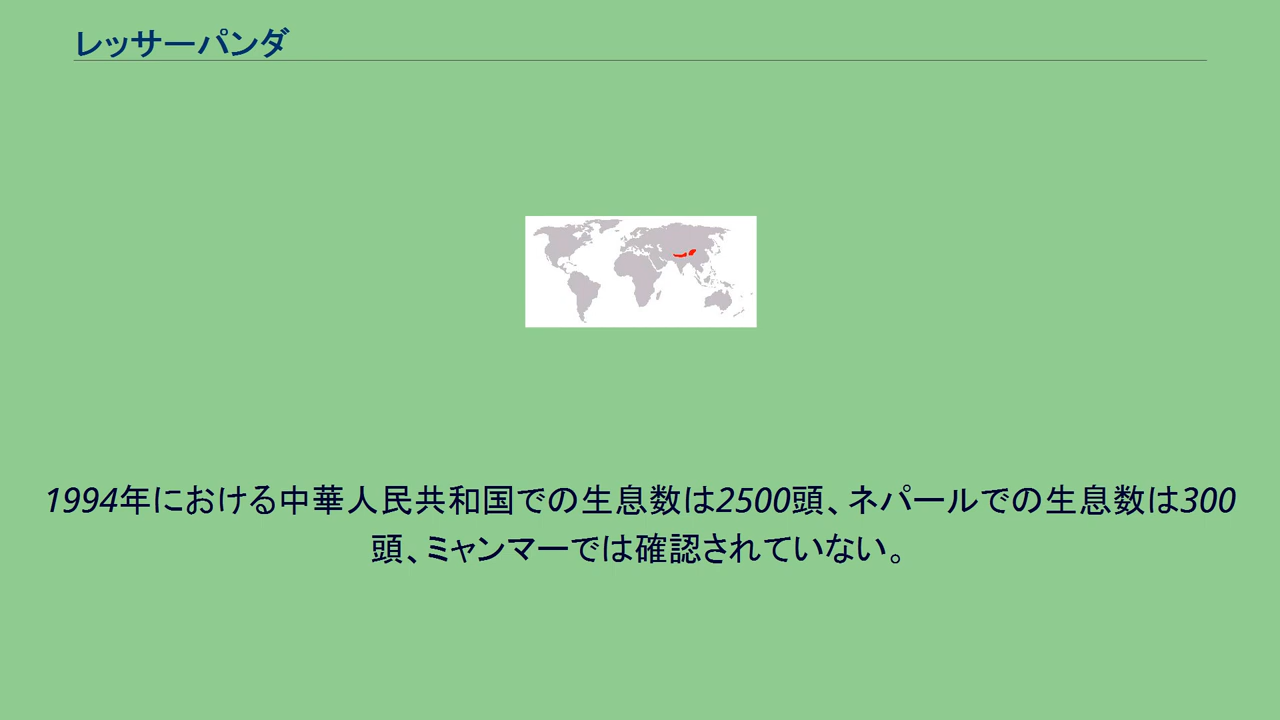 レッサーパンダ
1994年における中華人民共和国での生息数は2500頭、ネパールでの生息数は300
頭、ミャンマーでは確認されていない。